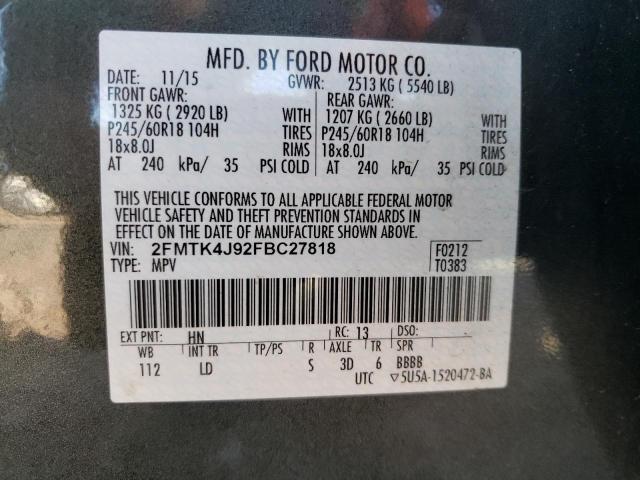 MFD. BY FORD MOTOR CO.
DATE: 11/15 GVWR: 2513 KG ( 5540 LB)
FRONT GAWR: REAR GAWR:
1325 KG ( 2920 LB) WITH 1207 KG ( 2660 LB) WITH
P245/60R18 104H TIRES P245/60R18 104H TIRES
18x8.0J RIMS 18x8.0J RIMS
AT 240 kPa/ 35 PSI COLD AT 240 kPa/ 35 PSI COLD
THIS VEHICLE CONFORMS TO ALL APPLICABLE FEDERAL MOTOR
VEHICLE SAFETY AND THEFT PREVENTION STANDARDS IN
EFFECT ON THE DATE OF MANUFACTURE SHOWN ABOVE.
VIN: 2FMTK4J92FBC27818 F0212
TYPE: MPV T0383
EXT PNT: HN RC: 13 DSO:
WB INT TR TP/PS R AXLE TR SPR
112 LD S 3D 6 BBBB
UTC ▽5U5A-1520472-BA